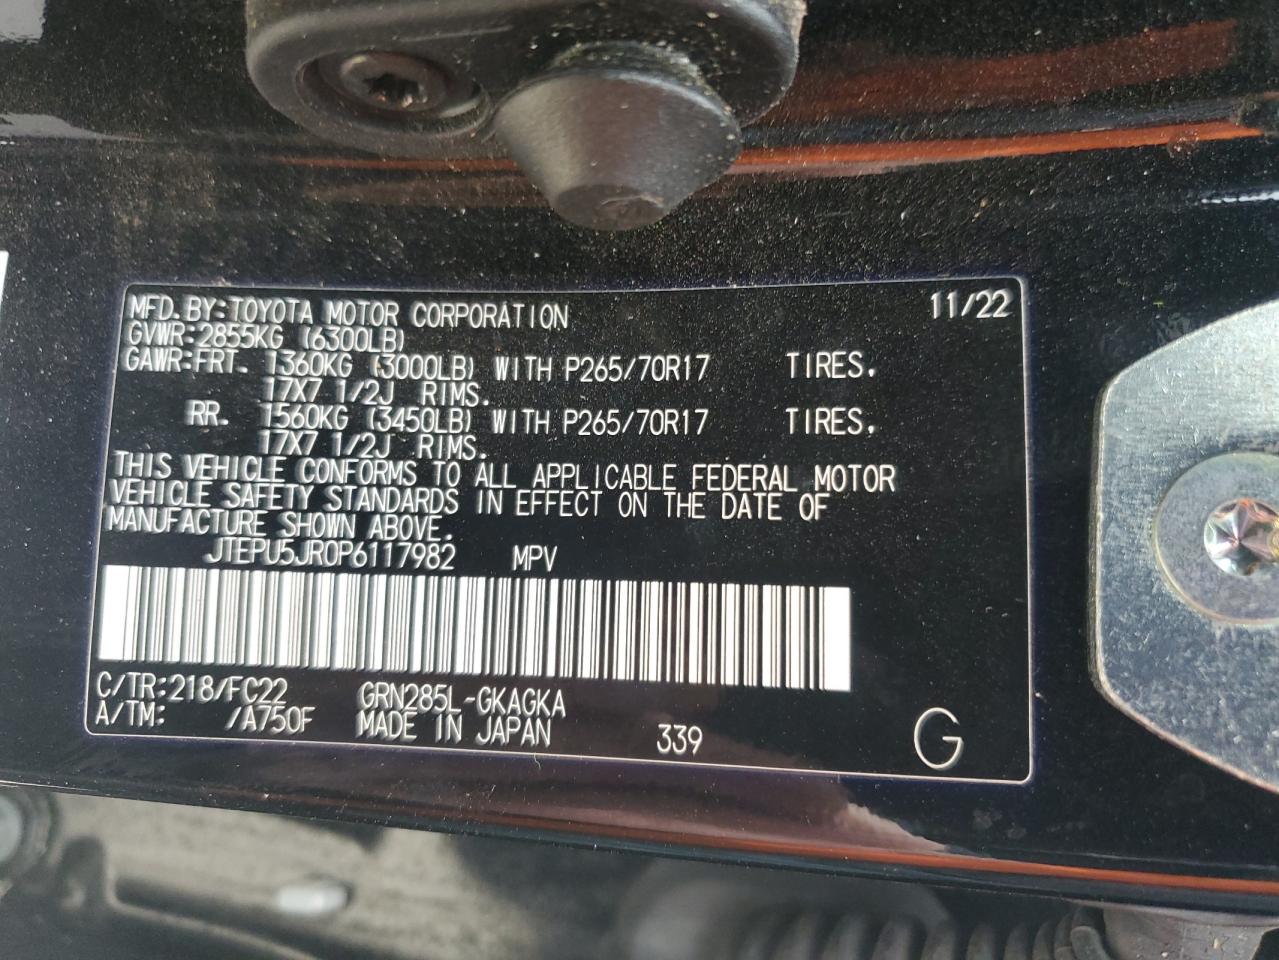 MFD.BY:TOYOTA MOTOR CORPORATION 11/22
GVWR:2855KG (6300LB)
GAWR:FRT. 1360KG (3000LB) WITH P265/70R17 TIRES.
17X7 1/2J RIMS.
RR. 1560KG (3450LB) WITH P265/70R17 TIRES.
17X7 1/2J RIMS.
THIS VEHICLE CONFORMS TO ALL APPLICABLE FEDERAL MOTOR
VEHICLE SAFETY STANDARDS IN EFFECT ON THE DATE OF
MANUFACTURE SHOWN ABOVE.
JTEPU5JR0P6117982 MPV
C/TR:218/FC22 GRN285L-GKAGKA
A/TM: /A750F MADE IN JAPAN 339 G